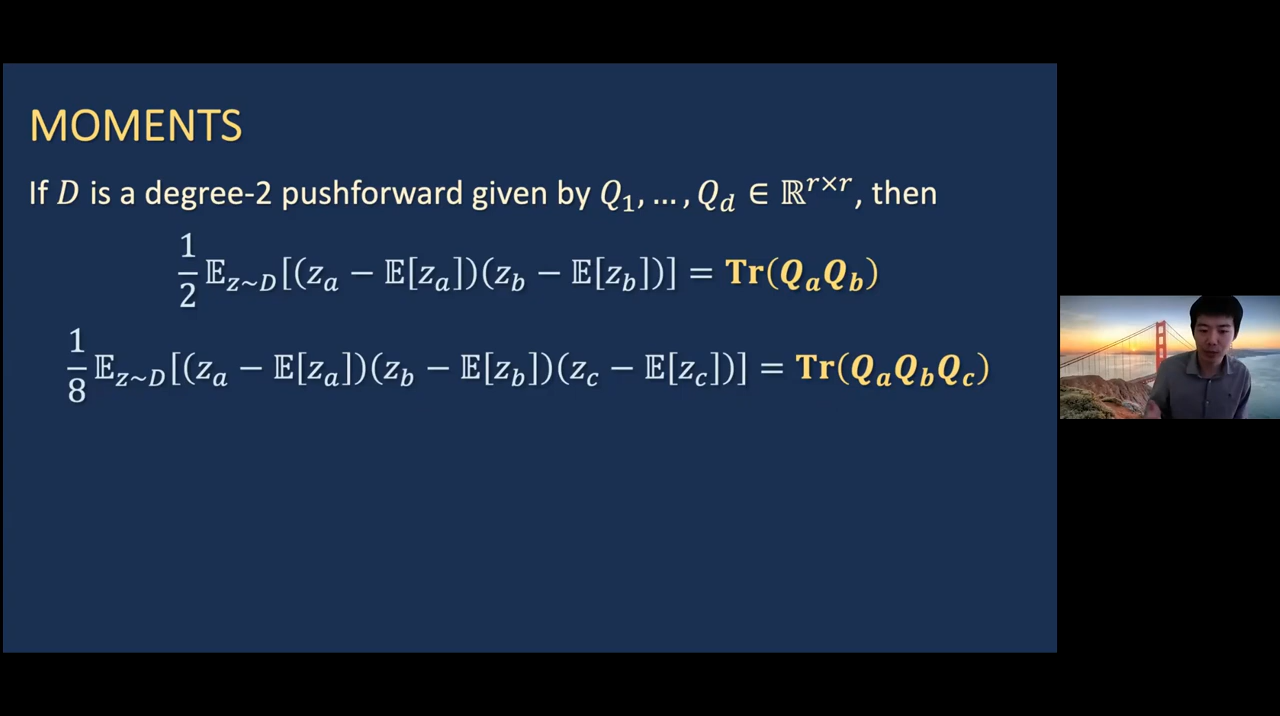 MOMENTS
If D is a degree-2 pushforward given by Q₁, …, Q_d ∈ ℝ^{r×r}, then
1/2 𝔼_{z~D}[(z_a − 𝔼[z_a])(z_b − 𝔼[z_b])] = Tr(Q_aQ_b)
1/8 𝔼_{z~D}[(z_a − 𝔼[z_a])(z_b − 𝔼[z_b])(z_c − 𝔼[z_c])] = Tr(Q_aQ_bQ_c)